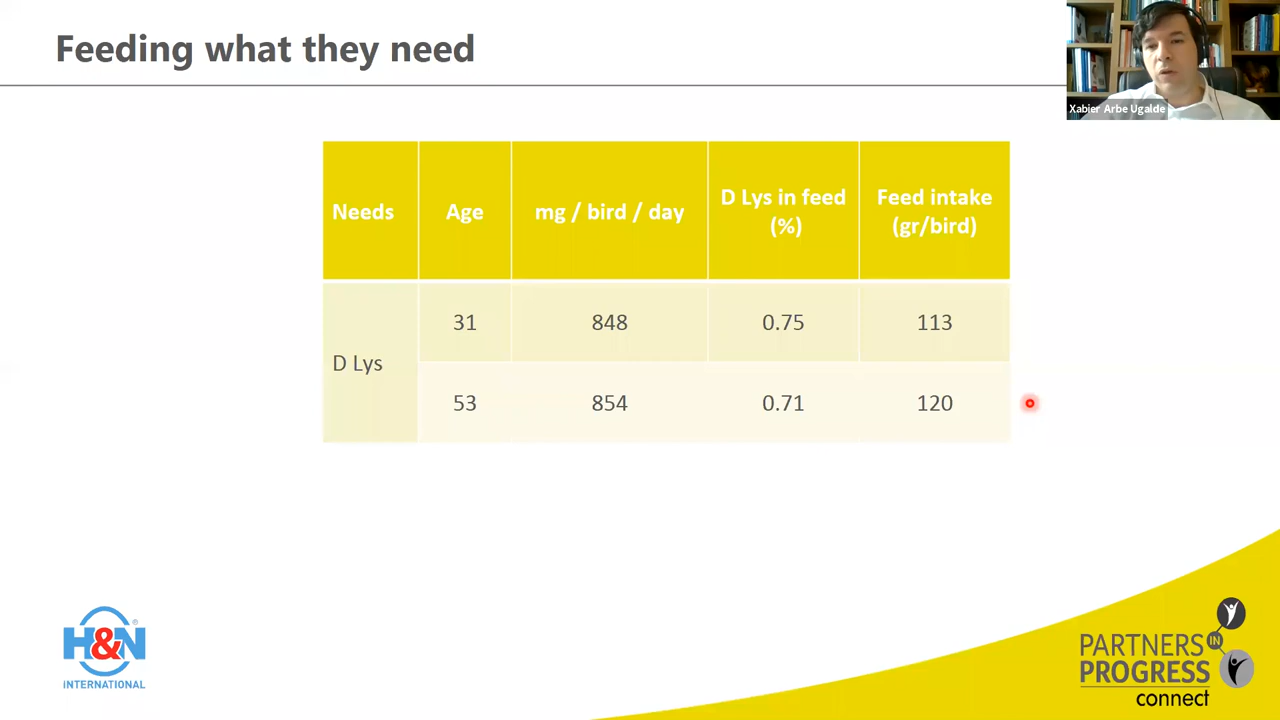 Feeding what they need
Xabier Arbe Ugalde
Needs
Age
mg / bird / day
D Lys in feed
(%)
Feed intake
(gr/bird)
D Lys
31
848
0.75
113
53
854
0.71
120
H&N
®
INTERNATIONAL
PARTNERS
IN
PROGRESS
connect